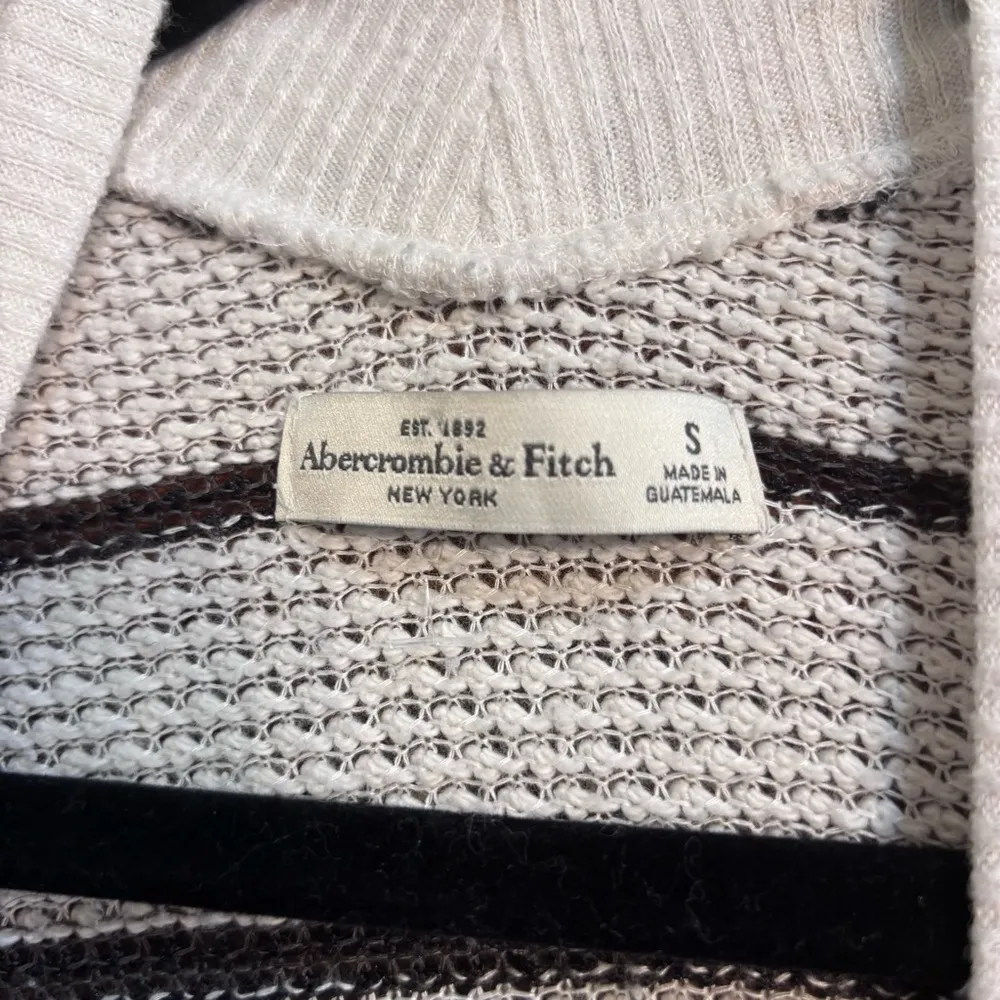 EST. 1892
Abercrombie & Fitch
NEW YORK
S
MADE IN
GUATEMALA